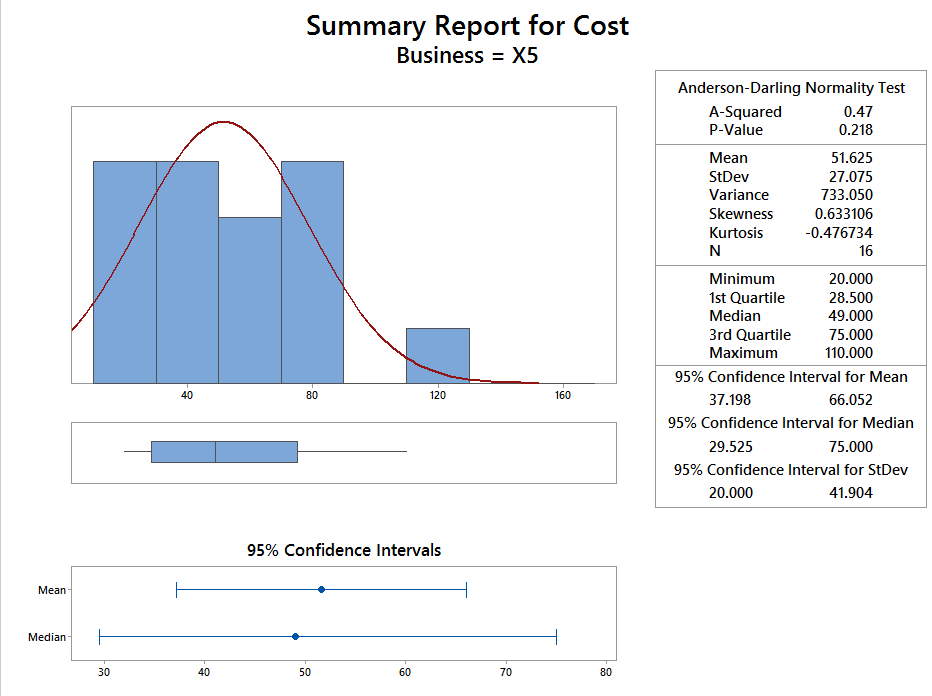 Summary Report for Cost
Business = X5
Anderson-Darling Normality Test
A-Squared 0.47
P-Value 0.218
Mean 51.625
StDev 27.075
Variance 733.050
Skewness 0.633106
Kurtosis -0.476734
N 16
Minimum 20.000
1st Quartile 28.500
Median 49.000
3rd Quartile 75.000
Maximum 110.000
95% Confidence Interval for Mean
37.198 66.052
95% Confidence Interval for Median
29.525 75.000
95% Confidence Interval for StDev
20.000 41.904
40 80 120 160
95% Confidence Intervals
Mean
Median
30 40 50 60 70 80